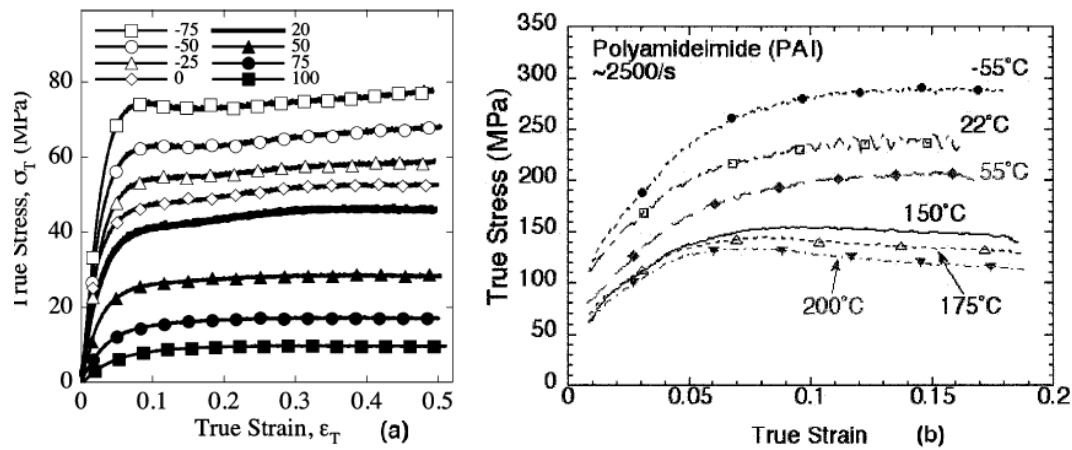 -75 20
-50 50
-25 75
0 100
80
60
40
20
0
True Stress, σT (MPa)
0 0.1 0.2 0.3 0.4 0.5
True Strain, εT (a)
Polyamideimide (PAI)
~2500/s
-55°C
22°C
55°C
150°C
200°C
175°C
350
300
250
200
150
100
50
0
True Stress (MPa)
0 0.05 0.1 0.15 0.2
True Strain (b)